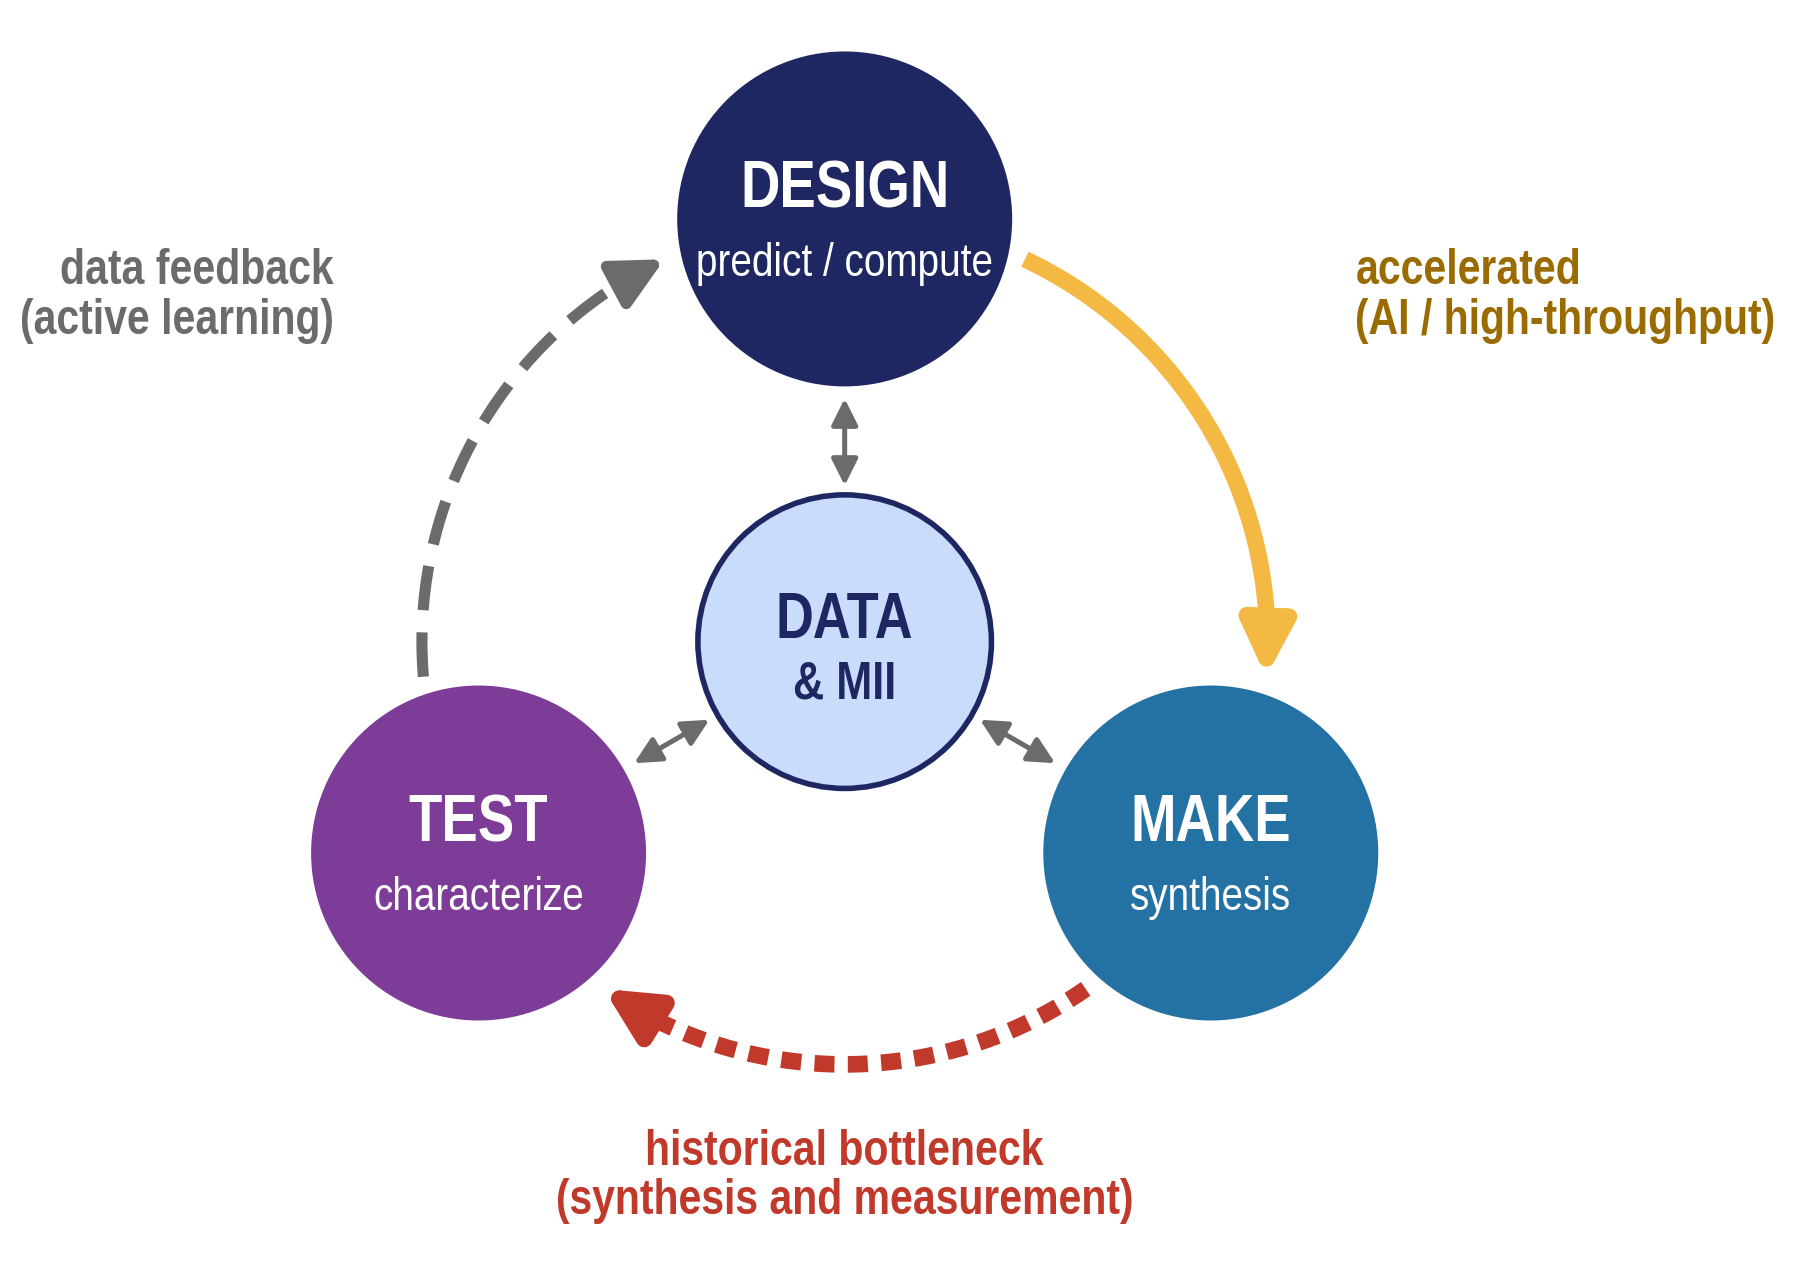 DESIGN
predict / compute
data feedback
(active learning)
accelerated
(AI / high-throughput)
DATA
& MII
TEST
characterize
MAKE
synthesis
historical bottleneck
(synthesis and measurement)